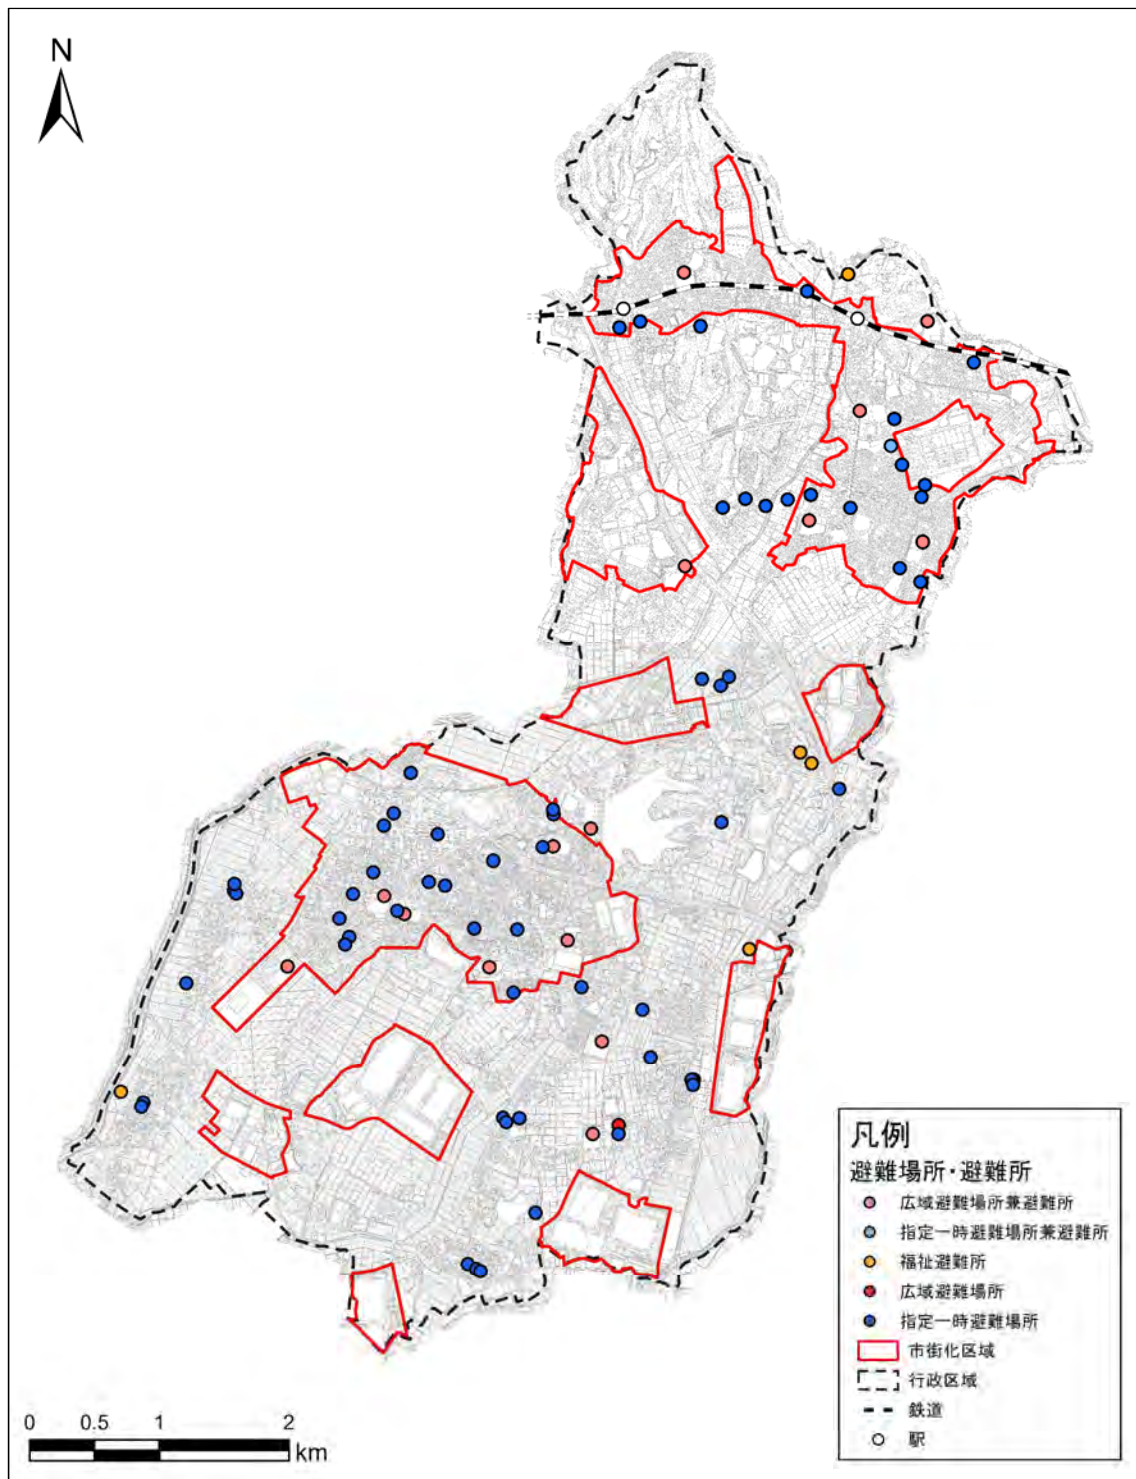 N
凡例
避難場所・避難所
広域避難場所兼避難所
指定一時避難場所兼避難所
福祉避難所
広域避難場所
指定一時避難場所
市街化区域
行政区域
鉄道
駅
0 0.5 1 2
km